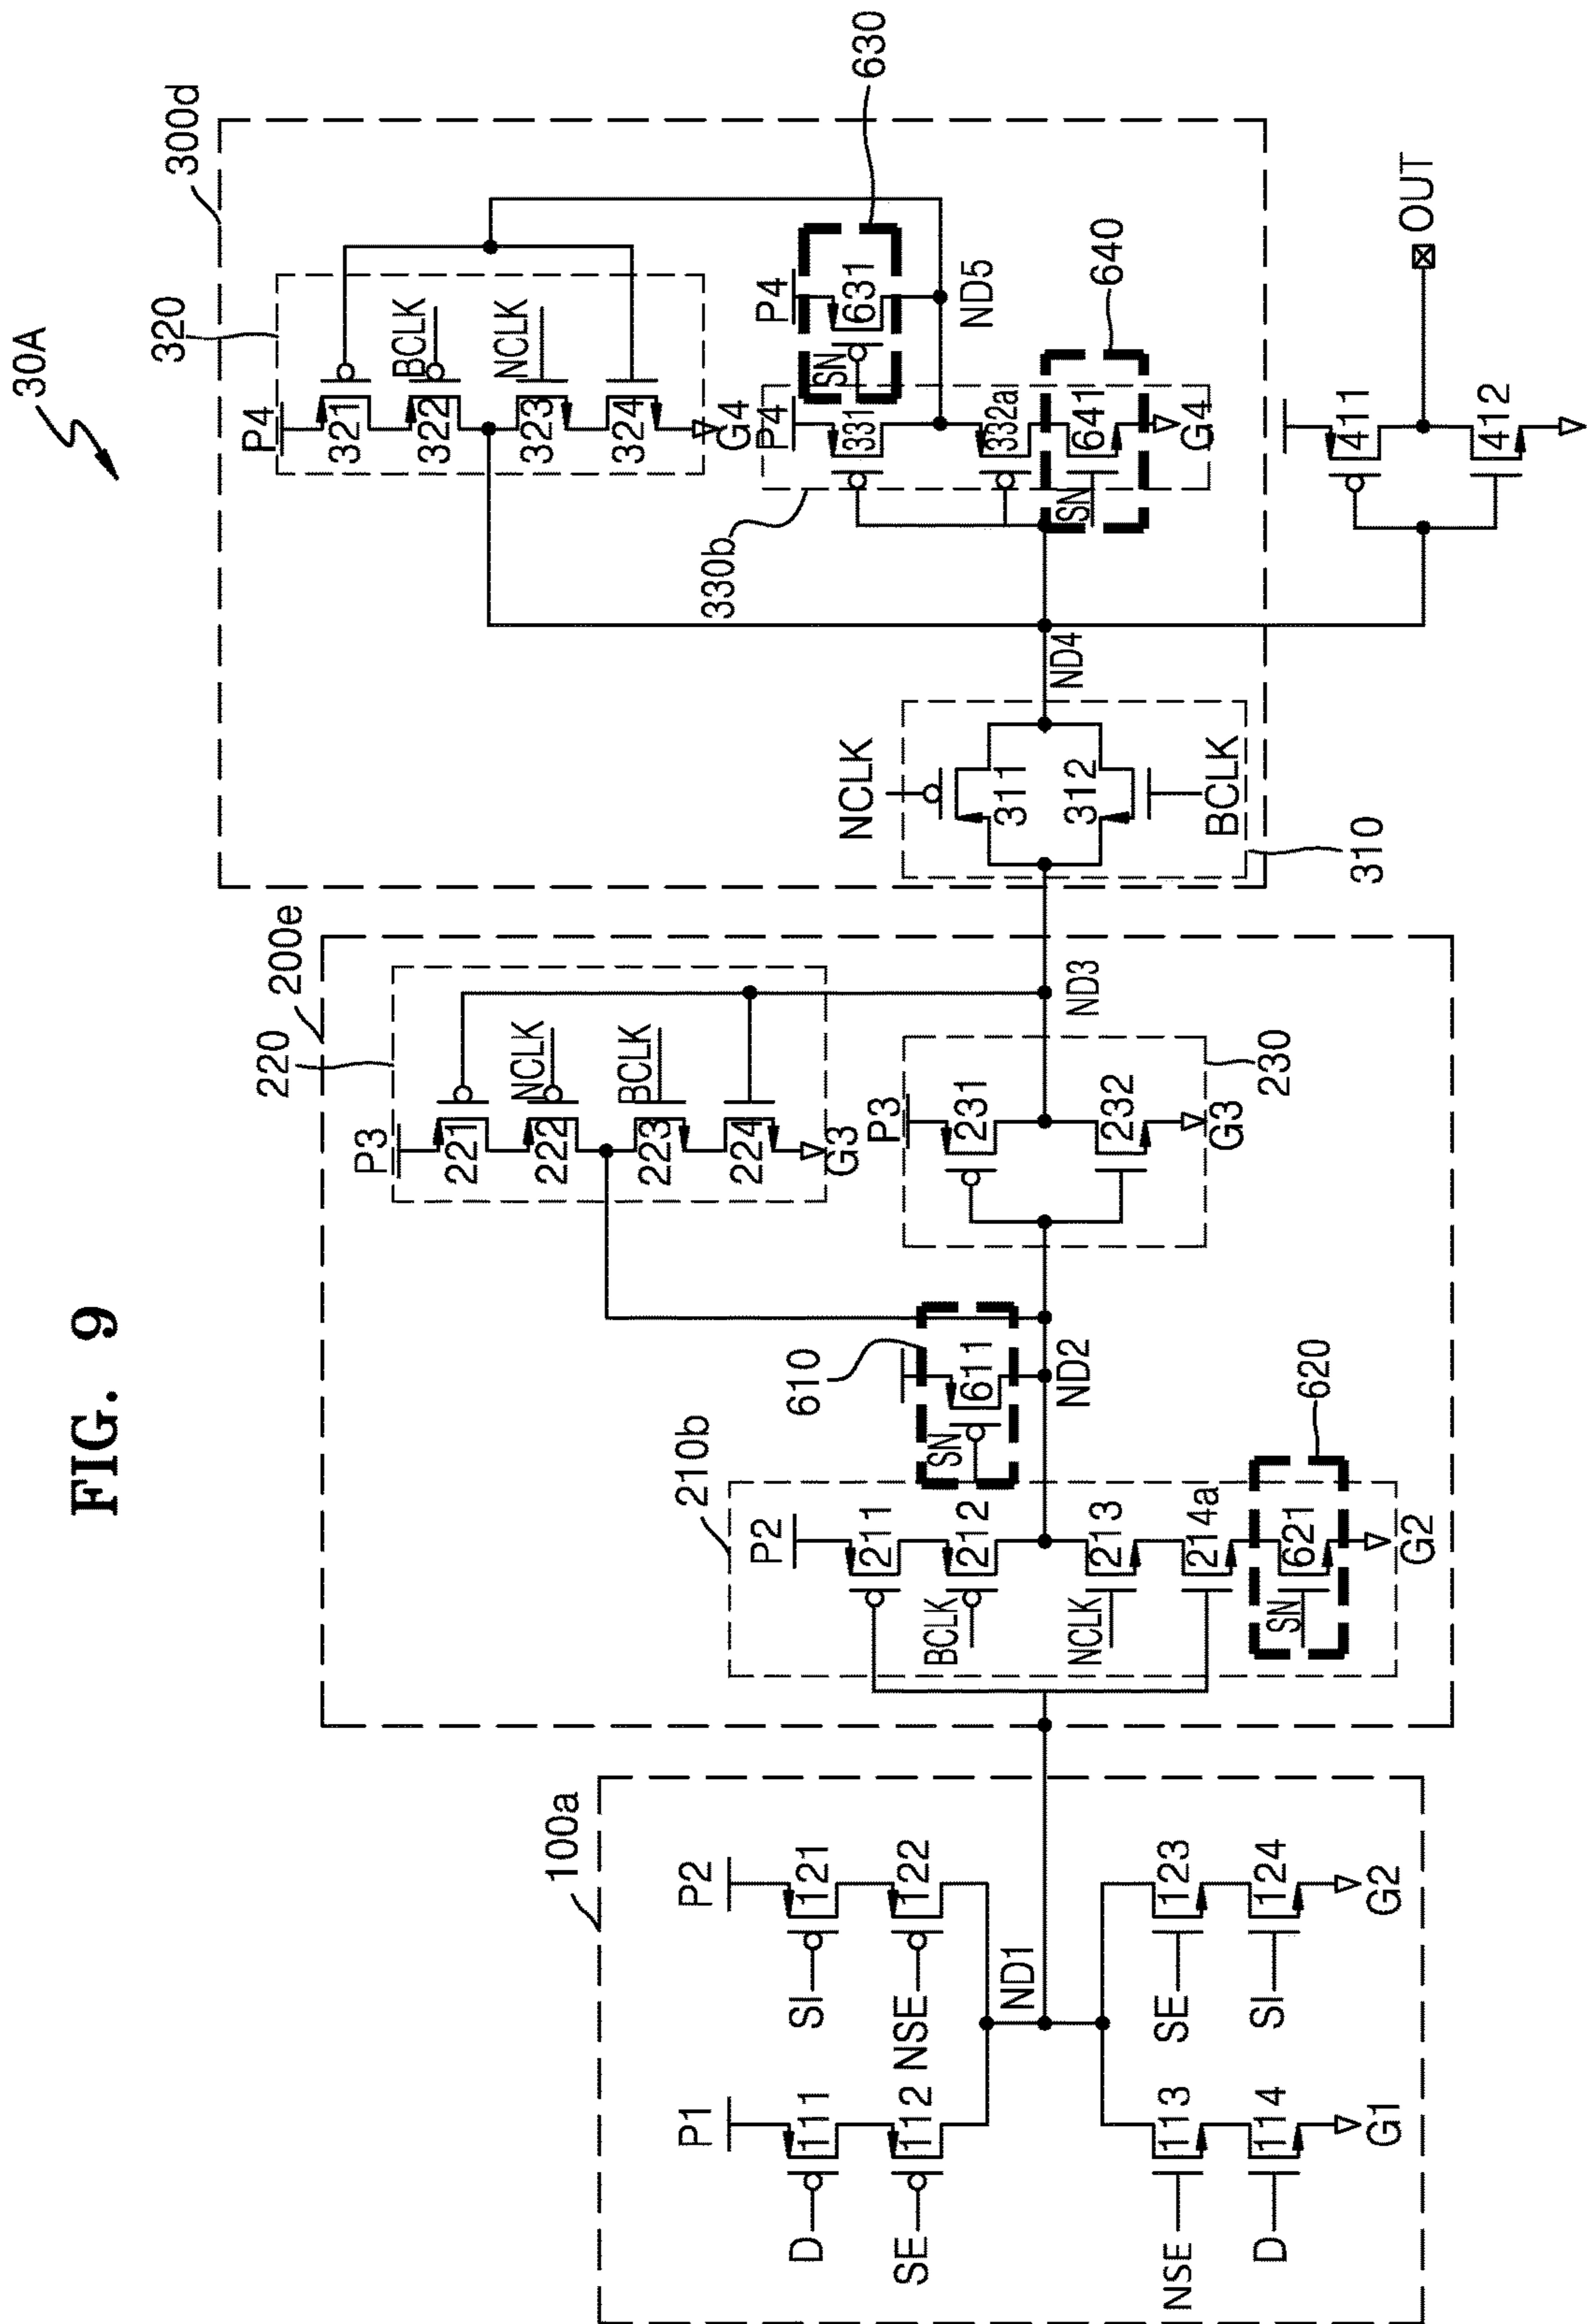 FIG. 9
30A
100a
P1
P2
D
111
SI
121
SE
112
NSE
122
ND1
NSE
113
SE
123
D
114
SI
124
G1
G2
200e
220
P3
221
222
NCLK
223
BCLK
224
G3
210b
P2
211
BCLK
212
NCLK
213
214a
SN
621
G2
620
610
SN
611
ND2
P3
231
232
G3
230
ND3
300d
320
P4
321
322
BCLK
323
NCLK
324
G4
330b
P4
331
332a
SN
641
G4
640
630
P4
SN
631
ND5
NCLK
311
312
BCLK
310
ND4
411
412
OUT